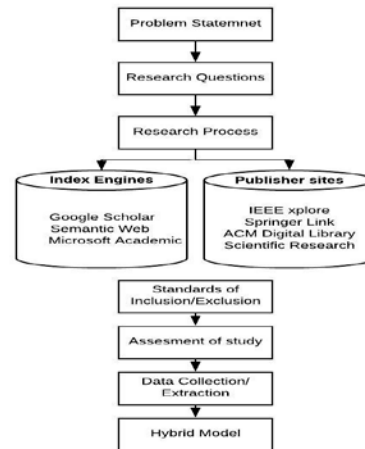 Problem Statemnet
Research Questions
Research Process
Index Engines
Google Scholar
Semantic Web
Microsoft Academic
Publisher sites
IEEE xplore
Springer Link
ACM Digital Library
Scientific Research
Standards of
Inclusion/Exclusion
Assesment of study
Data Collection/
Extraction
Hybrid Model